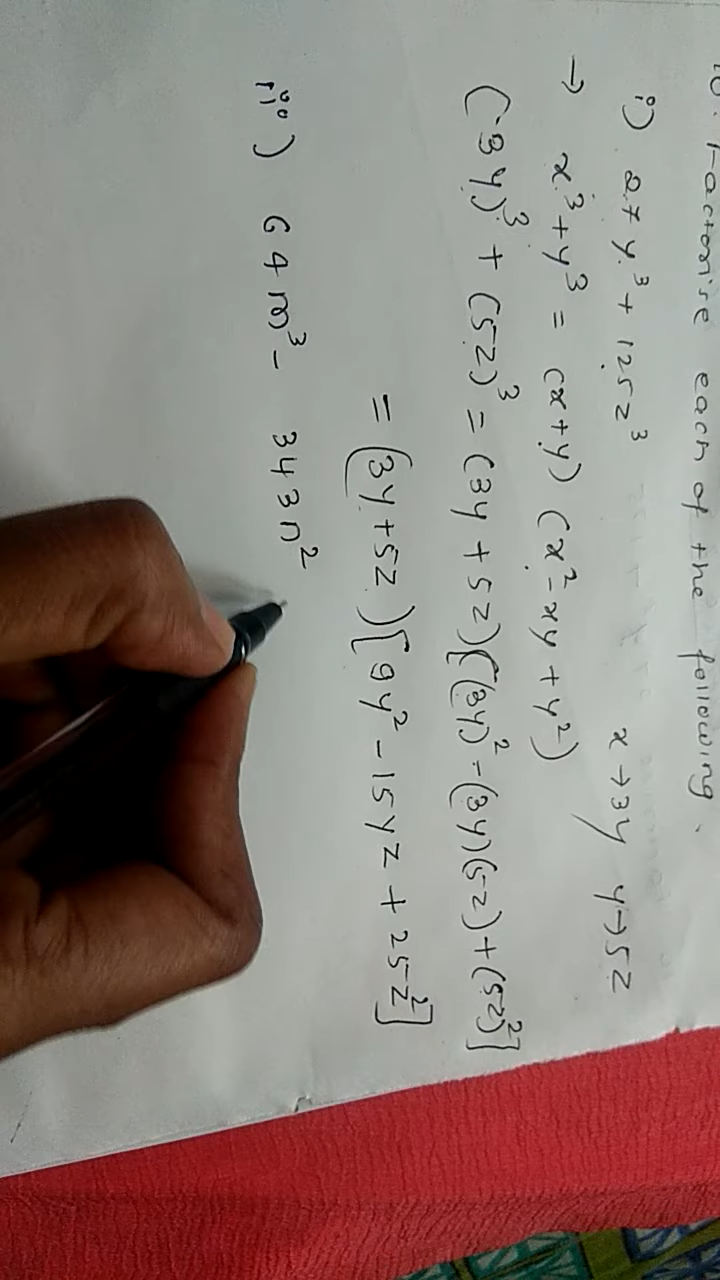 10. Factorise each of the following.
i) 27y³ + 125z³ x→3y y→5z
→ x³+y³ = (x+y) (x²-xy+y²)
(3y)³ + (5z)³ = (3y + 5z)[(3y)² - (3y)(5z) + (5z)²]
= (3y+5z)[9y² - 15yz + 25z²]
ii) 64m³ - 343n²